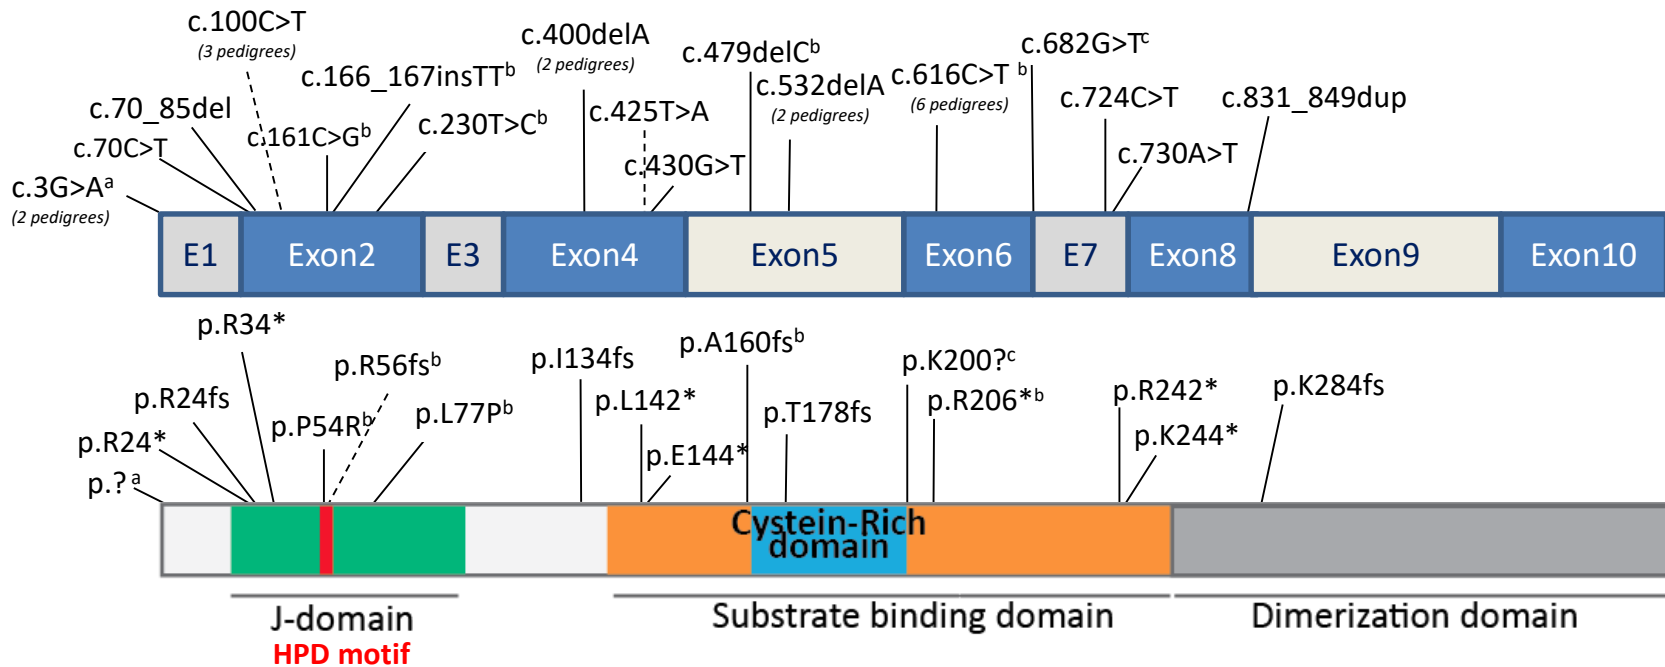 c.100C>T
(3 pedigrees)
c.400delA
(2 pedigrees)
c.479delCᵇ
c.682G>Tᶜ
c.166_167insTTᵇ
c.532delA
(2 pedigrees)
c.616C>T ᵇ
(6 pedigrees)
c.70_85del
c.161C>Gᵇ
c.230T>Cᵇ
c.425T>A
c.724C>T
c.831_849dup
c.70C>T
c.430G>T
c.730A>T
c.3G>Aᵃ
(2 pedigrees)
E1 Exon2 E3 Exon4 Exon5 Exon6 E7 Exon8 Exon9 Exon10
p.R34*
p.R56fsᵇ
p.I134fs
p.A160fsᵇ
p.K200?ᶜ
p.R24fs
p.P54Rᵇ
p.L77Pᵇ
p.L142*
p.T178fs
p.R206*ᵇ
p.R242*
p.K284fs
p.R24*
p.E144*
p.K244*
p.?ᵃ
Cystein-Rich
domain
J-domain
HPD motif
Substrate binding domain
Dimerization domain